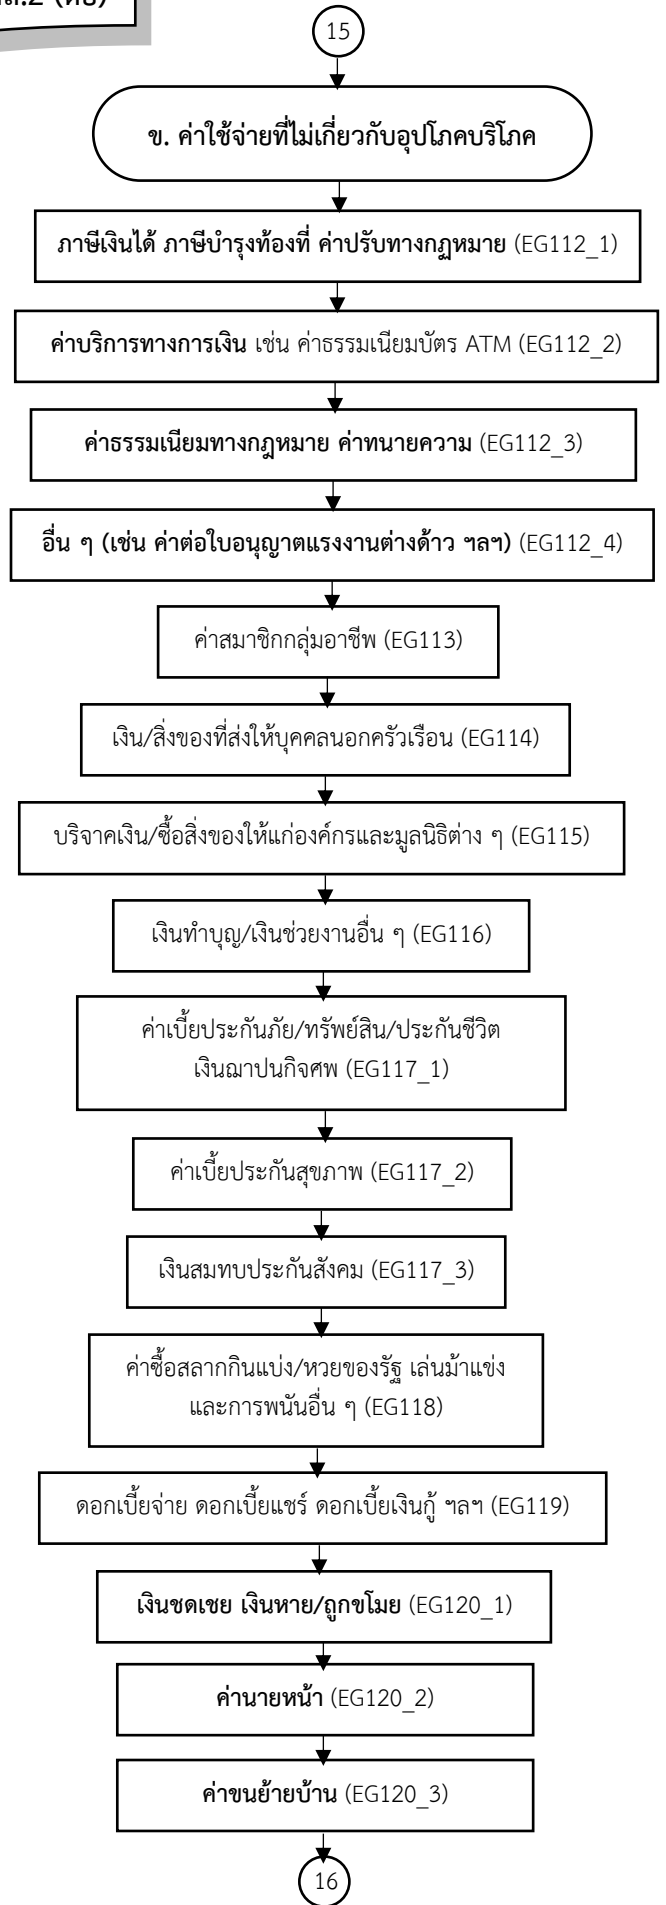 15
ข. ค่าใช้จ่ายที่ไม่เกี่ยวกับอุปโภคบริโภค
ภาษีเงินได้ ภาษีบำรุงท้องที่ ค่าปรับทางกฏหมาย (EG112_1)
ค่าบริการทางการเงิน เช่น ค่าธรรมเนียมบัตร ATM (EG112_2)
ค่าธรรมเนียมทางกฎหมาย ค่าทนายความ (EG112_3)
อื่น ๆ (เช่น ค่าต่อใบอนุญาตแรงงานต่างด้าว ฯลฯ) (EG112_4)
ค่าสมาชิกกลุ่มอาชีพ (EG113)
เงิน/สิ่งของที่ส่งให้บุคคลนอกครัวเรือน (EG114)
บริจาคเงิน/ซื้อสิ่งของให้แก่องค์กรและมูลนิธิต่าง ๆ (EG115)
เงินทำบุญ/เงินช่วยงานอื่น ๆ (EG116)
ค่าเบี้ยประกันภัย/ทรัพย์สิน/ประกันชีวิต
เงินฌาปนกิจศพ (EG117_1)
ค่าเบี้ยประกันสุขภาพ (EG117_2)
เงินสมทบประกันสังคม (EG117_3)
ค่าซื้อสลากกินแบ่ง/หวยของรัฐ เล่นม้าแข่ง
และการพนันอื่น ๆ (EG118)
ดอกเบี้ยจ่าย ดอกเบี้ยแชร์ ดอกเบี้ยเงินกู้ ฯลฯ (EG119)
เงินชดเชย เงินหาย/ถูกขโมย (EG120_1)
ค่านายหน้า (EG120_2)
ค่าขนย้ายบ้าน (EG120_3)
16